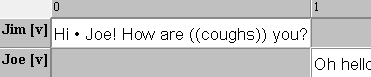 0 1
Jim [v] Hi • Joe! How are ((coughs)) you?
Joe [v] Oh hello